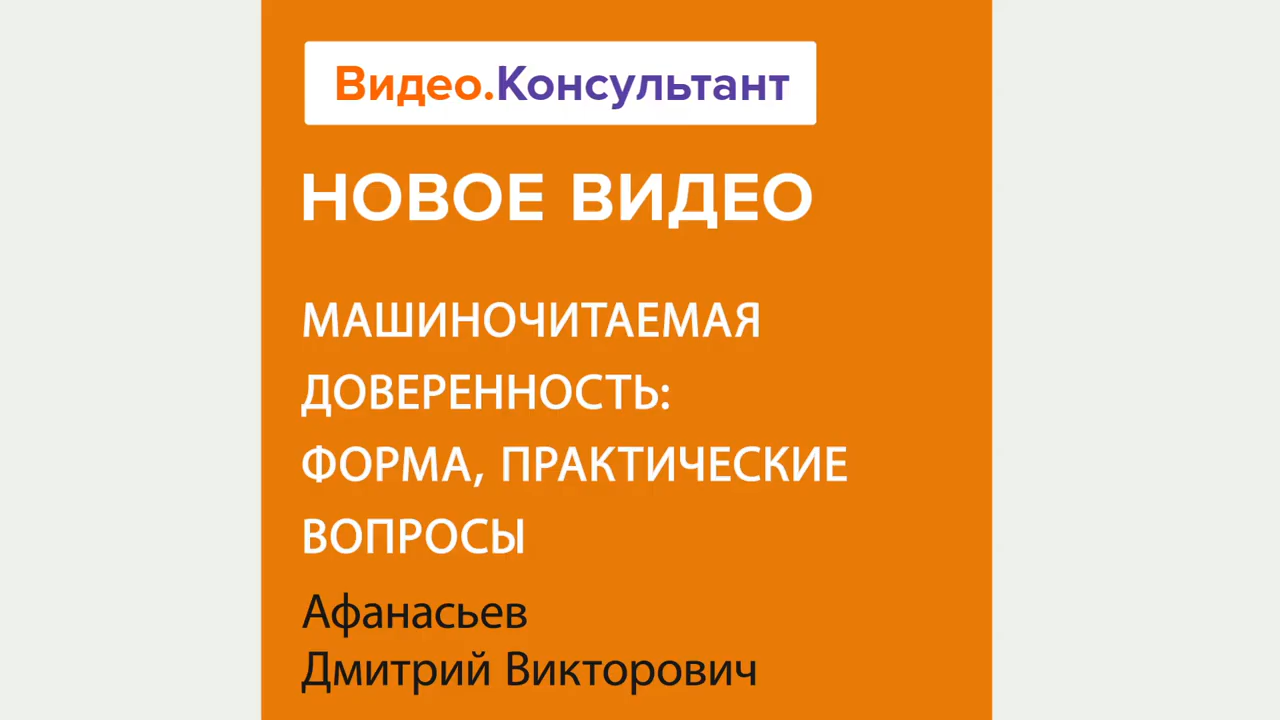 Видео.Консультант
НОВОЕ ВИДЕО
МАШИНОЧИТАЕМАЯ
ДОВЕРЕННОСТЬ:
ФОРМА, ПРАКТИЧЕСКИЕ
ВОПРОСЫ
Афанасьев
Дмитрий Викторович